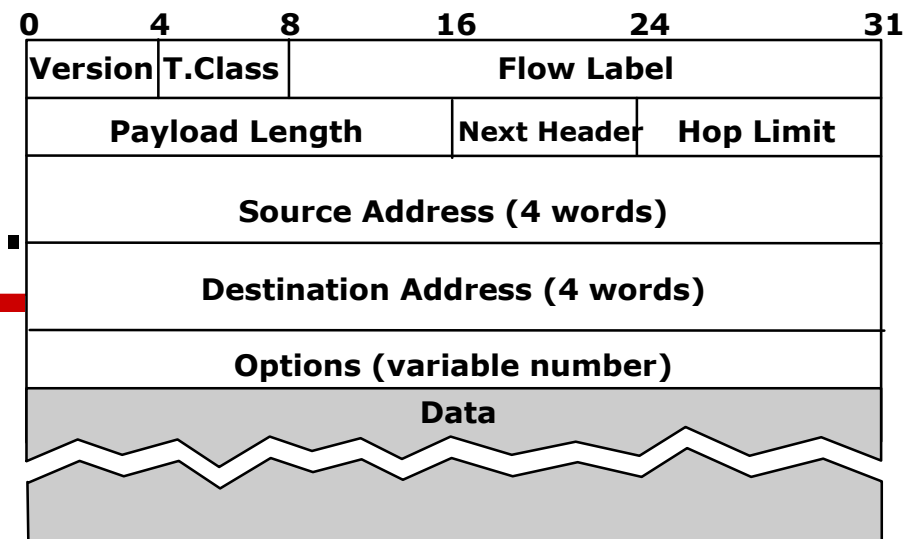 0 4 8 16 24 31
Version T.Class Flow Label
Payload Length Next Header Hop Limit
Source Address (4 words)
Destination Address (4 words)
Options (variable number)
Data